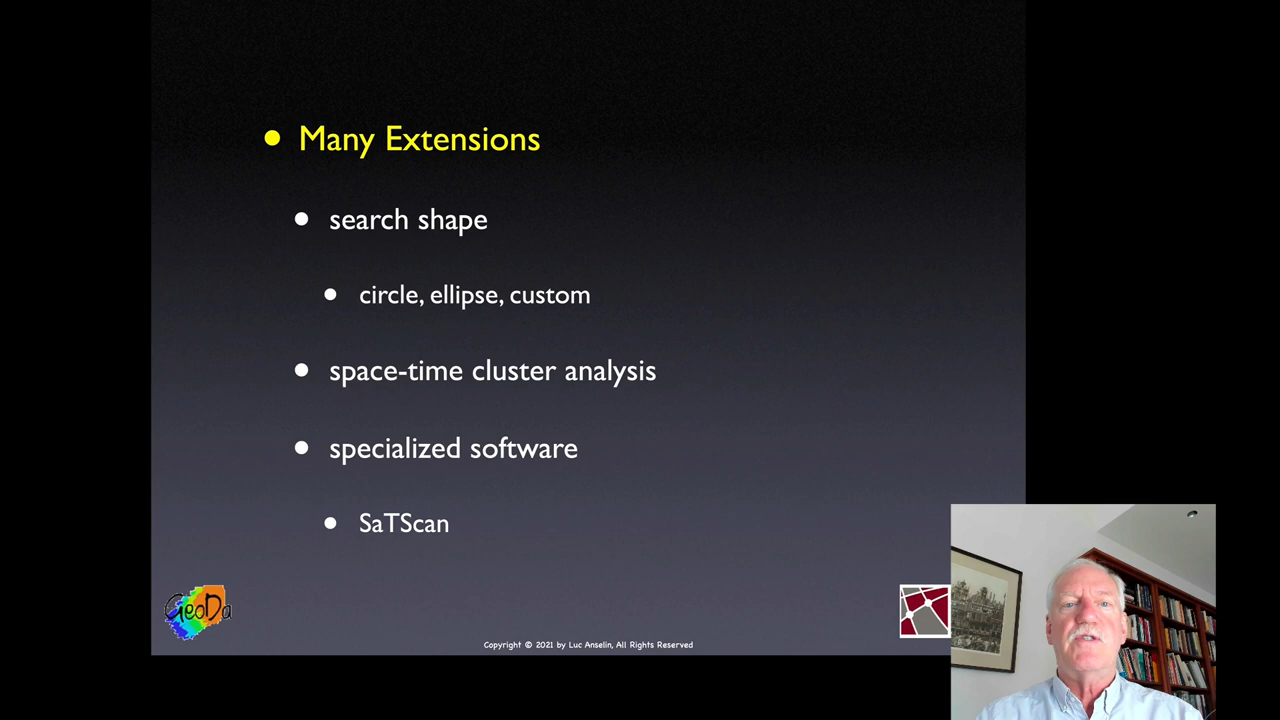 Many Extensions
search shape
circle, ellipse, custom
space-time cluster analysis
specialized software
SaTScan
GeoDa
Copyright © 2021 by Luc Anselin, All Rights Reserved